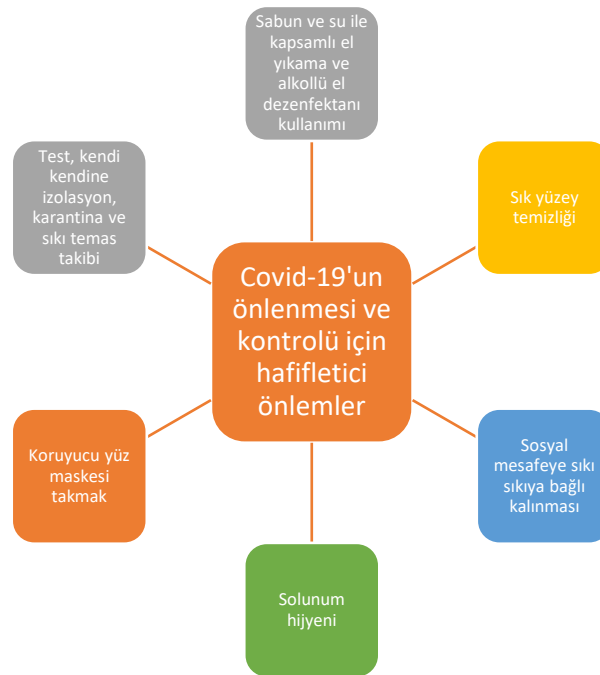 Sabun ve su ile
kapsamlı el
yıkama ve
alkollü el
dezenfektanı
kullanımı
Test, kendi
kendine
izolasyon,
karantina ve
sıkı temas
takibi
Sık yüzey
temizliği
Covid-19'un
önlenmesi ve
kontrolü için
hafifletici
önlemler
Koruyucu yüz
maskesi
takmak
Sosyal
mesafeye sıkı
sıkıya bağlı
kalınması
Solunum
hijyeni